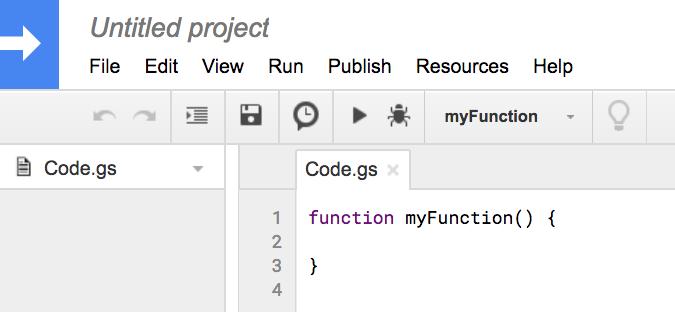 Untitled project
File Edit View Run Publish Resources Help
myFunction
Code.gs
Code.gs
1 function myFunction() {
2
3 }
4